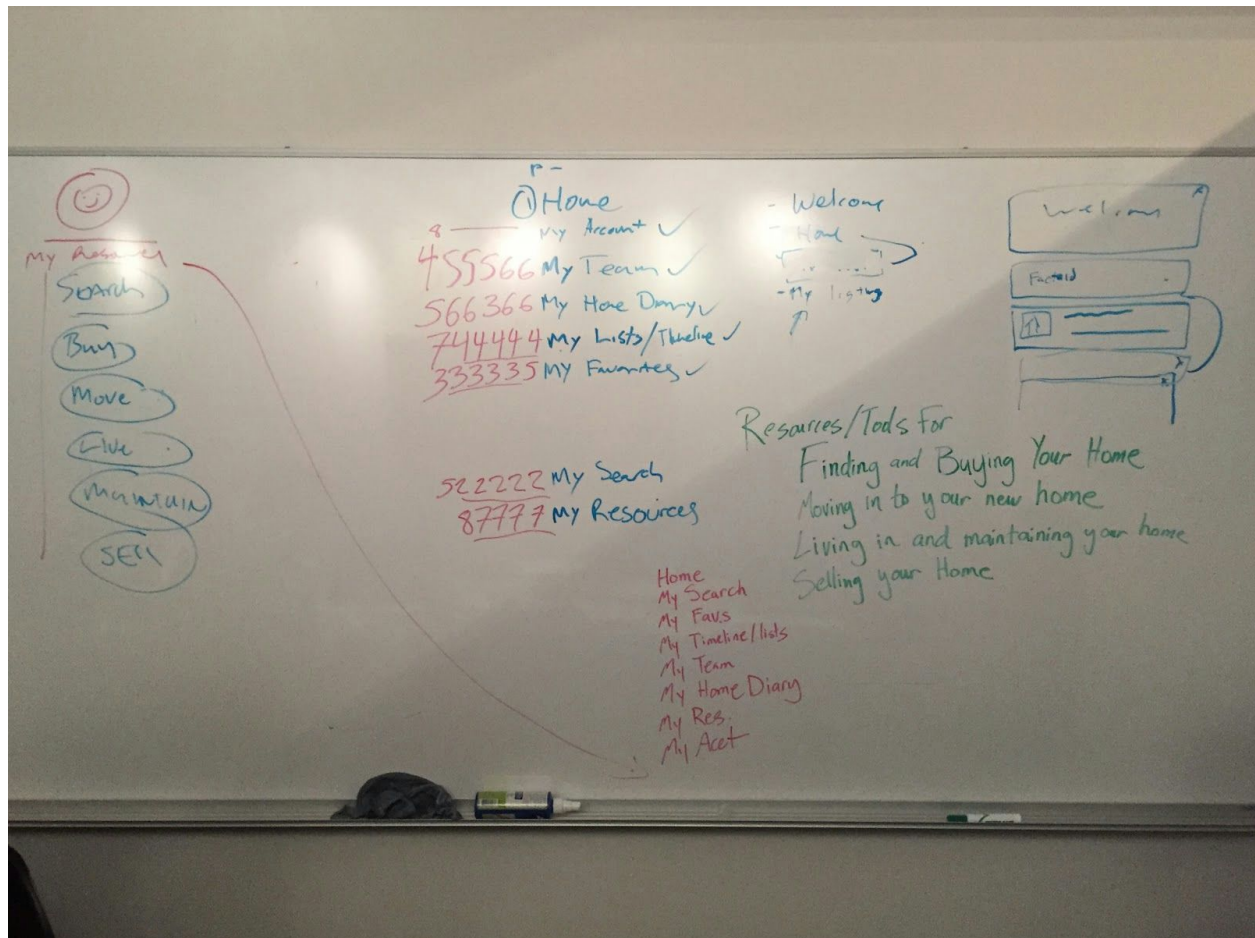 My
Search
Buy
Move
Live
Maintain
Sell
P -
① Home
8 My Account ✓
455566 My Team ✓
566366 My Home Diary ✓
744444 My Lists/Timeline ✓
333335 My Favorites ✓
522222 My Search
87777 My Resources
- Welcome
- Home
- My listing
Welcome
Factoid
Resources/Tools For
Finding and Buying Your Home
Moving in to your new home
Living in and maintaining your home
Selling your Home
Home
My Search
My Favs
My Timeline/lists
My Team
My Home Diary
My Res.
My Acct